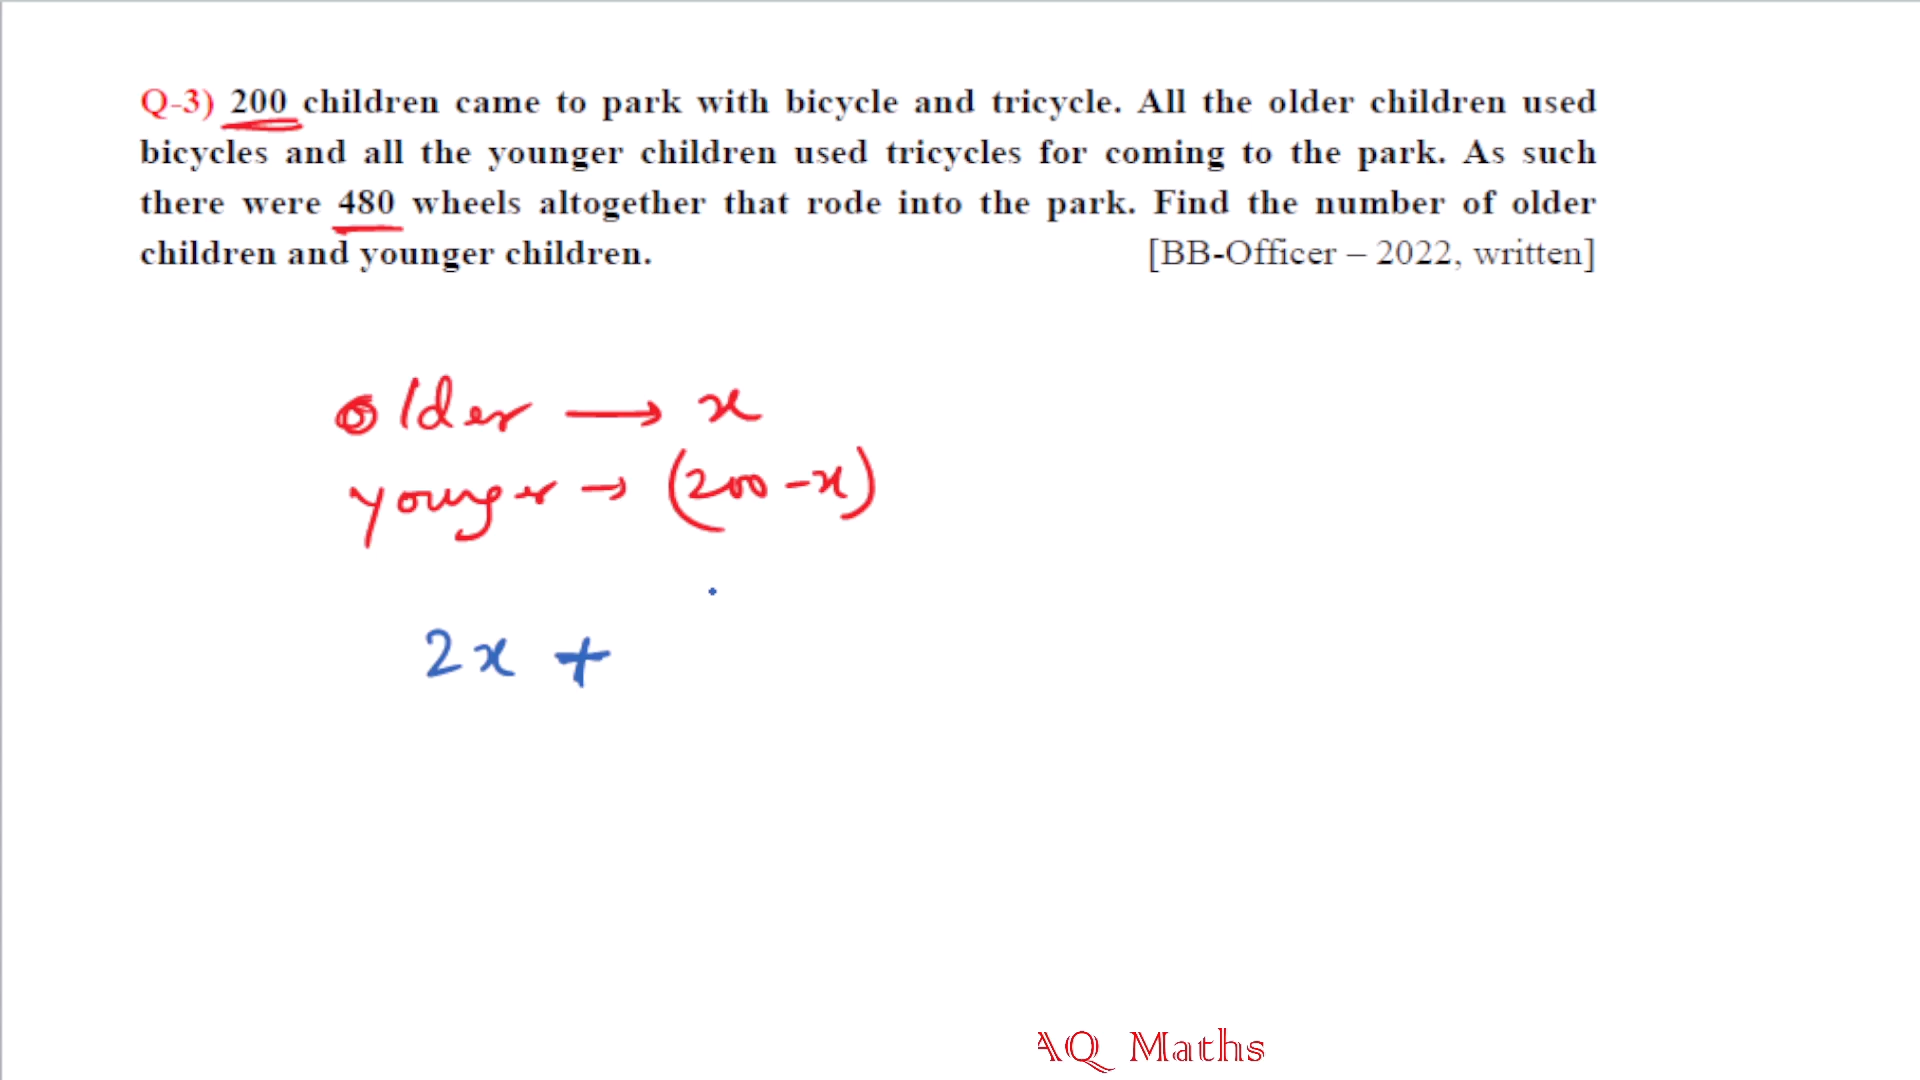 Q-3) 200 children came to park with bicycle and tricycle. All the older children used
bicycles and all the younger children used tricycles for coming to the park. As such
there were 480 wheels altogether that rode into the park. Find the number of older
children and younger children. [BB-Officer – 2022, written]
older → x
younger → (200 - x)
2x +
AQ Maths